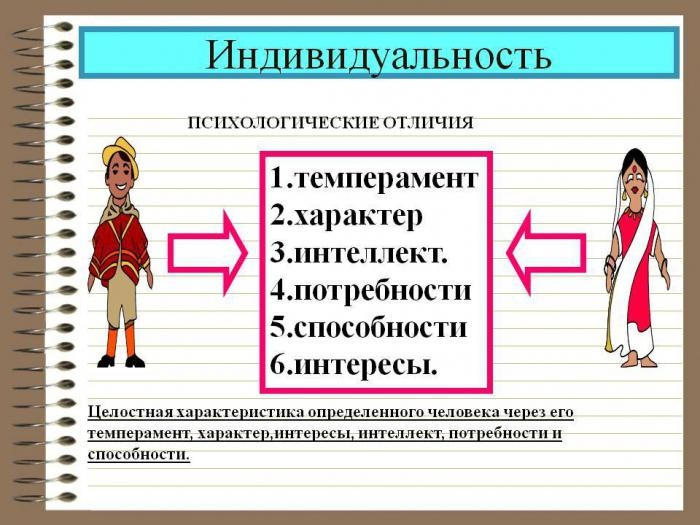 Индивидуальность
ПСИХОЛОГИЧЕСКИЕ ОТЛИЧИЯ
1.темперамент
2.характер
3.интеллект.
4.потребности
5.способности
6.интересы.
Целостная характеристика определенного человека через его
темперамент, характер,интересы, интеллект, потребности и
способности.